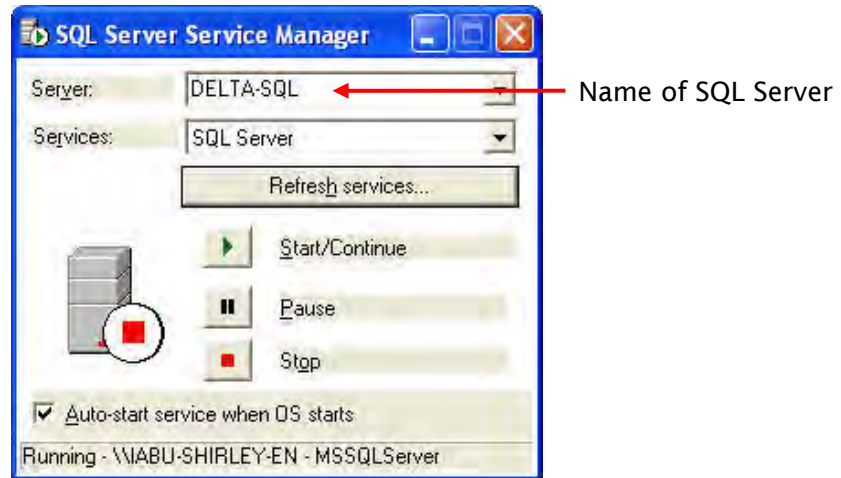 SQL Server Service Manager
Server: DELTA-SQL
Name of SQL Server
Services: SQL Server
Refresh services...
Start/Continue
Pause
Stop
Auto-start service when OS starts
Running - \\IABU-SHIRLEY-EN - MSSQLServer